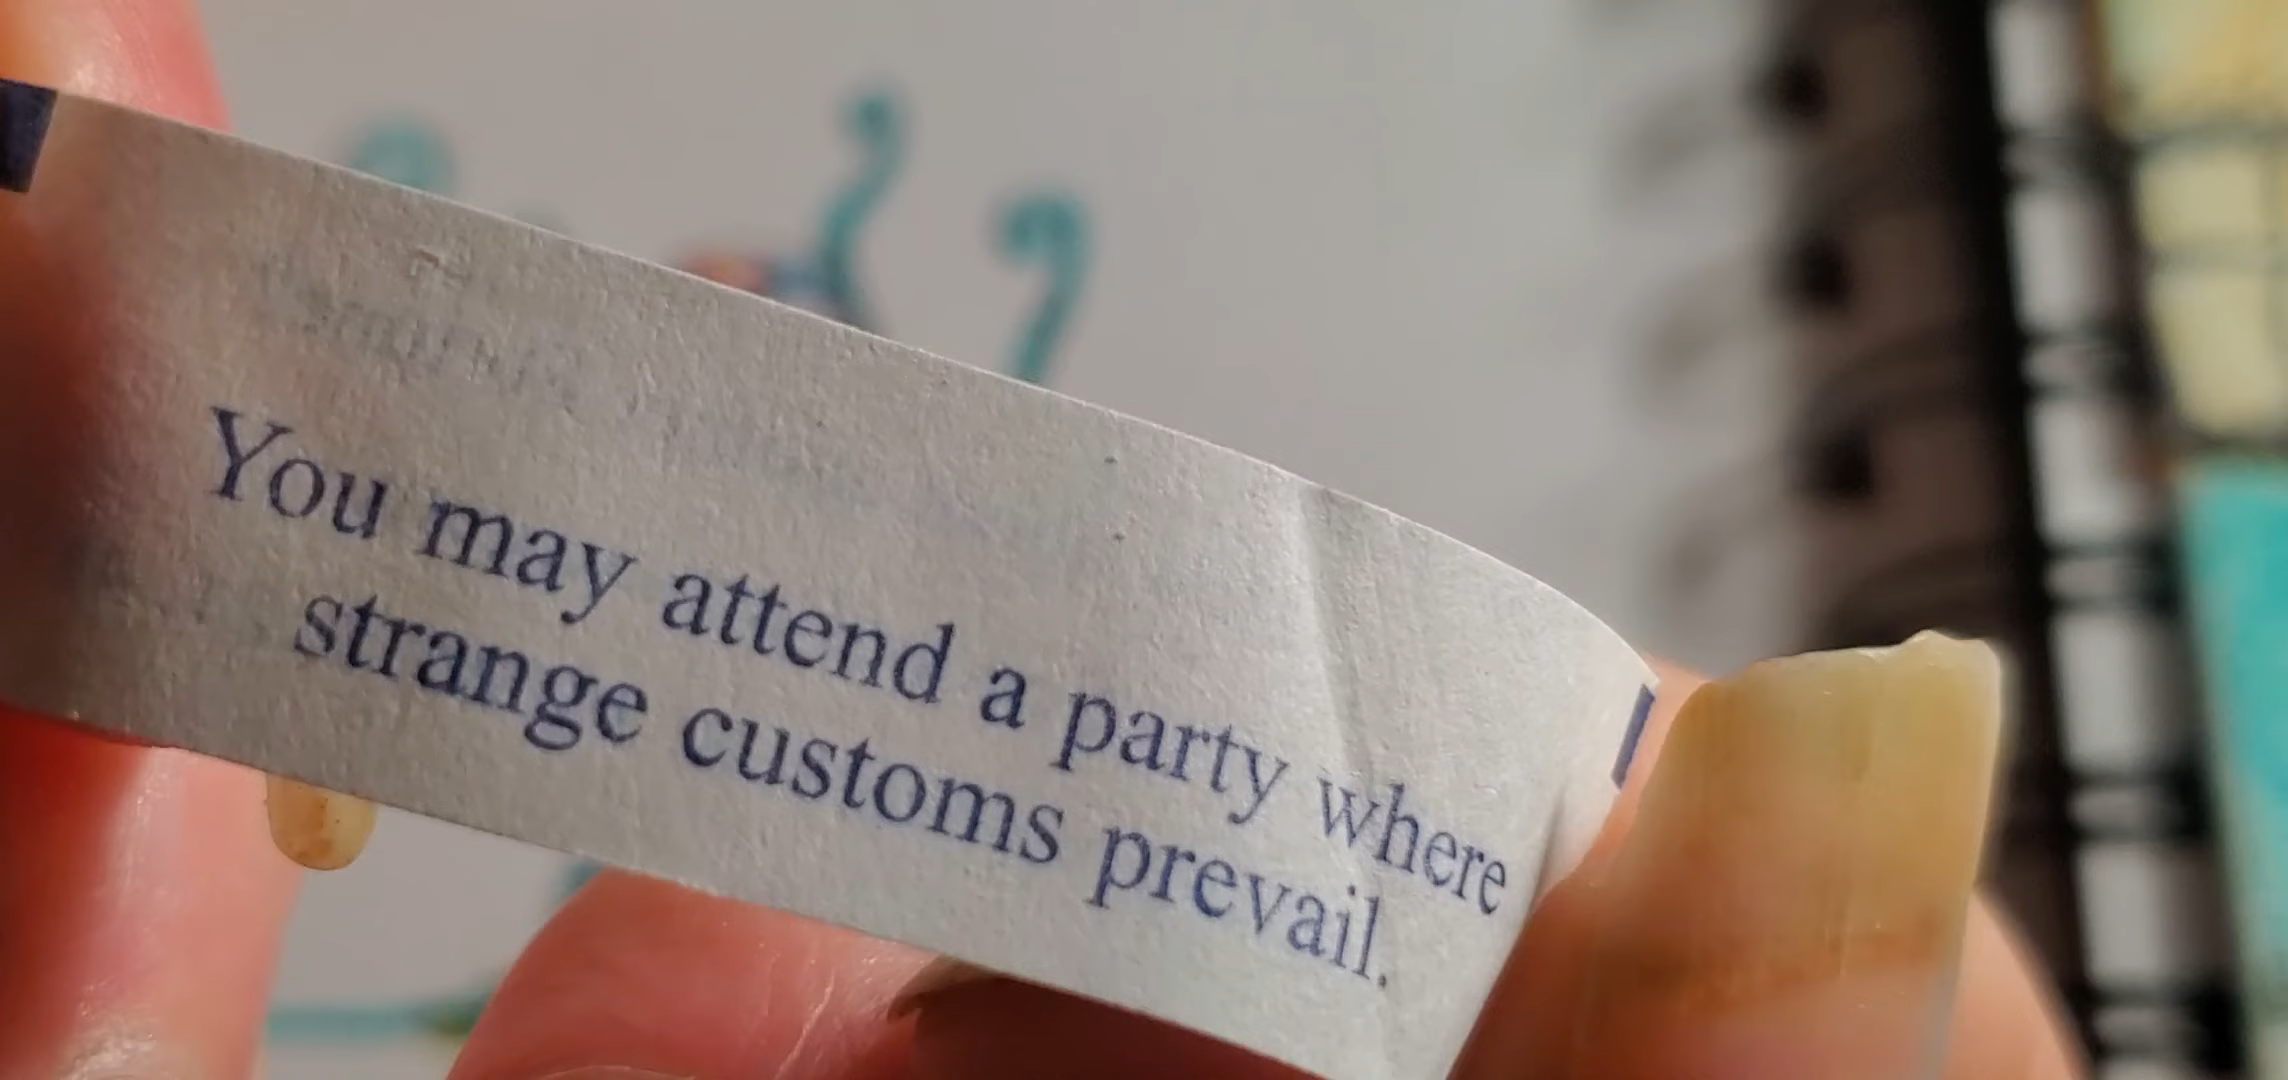 You may attend a party where
strange customs prevail.